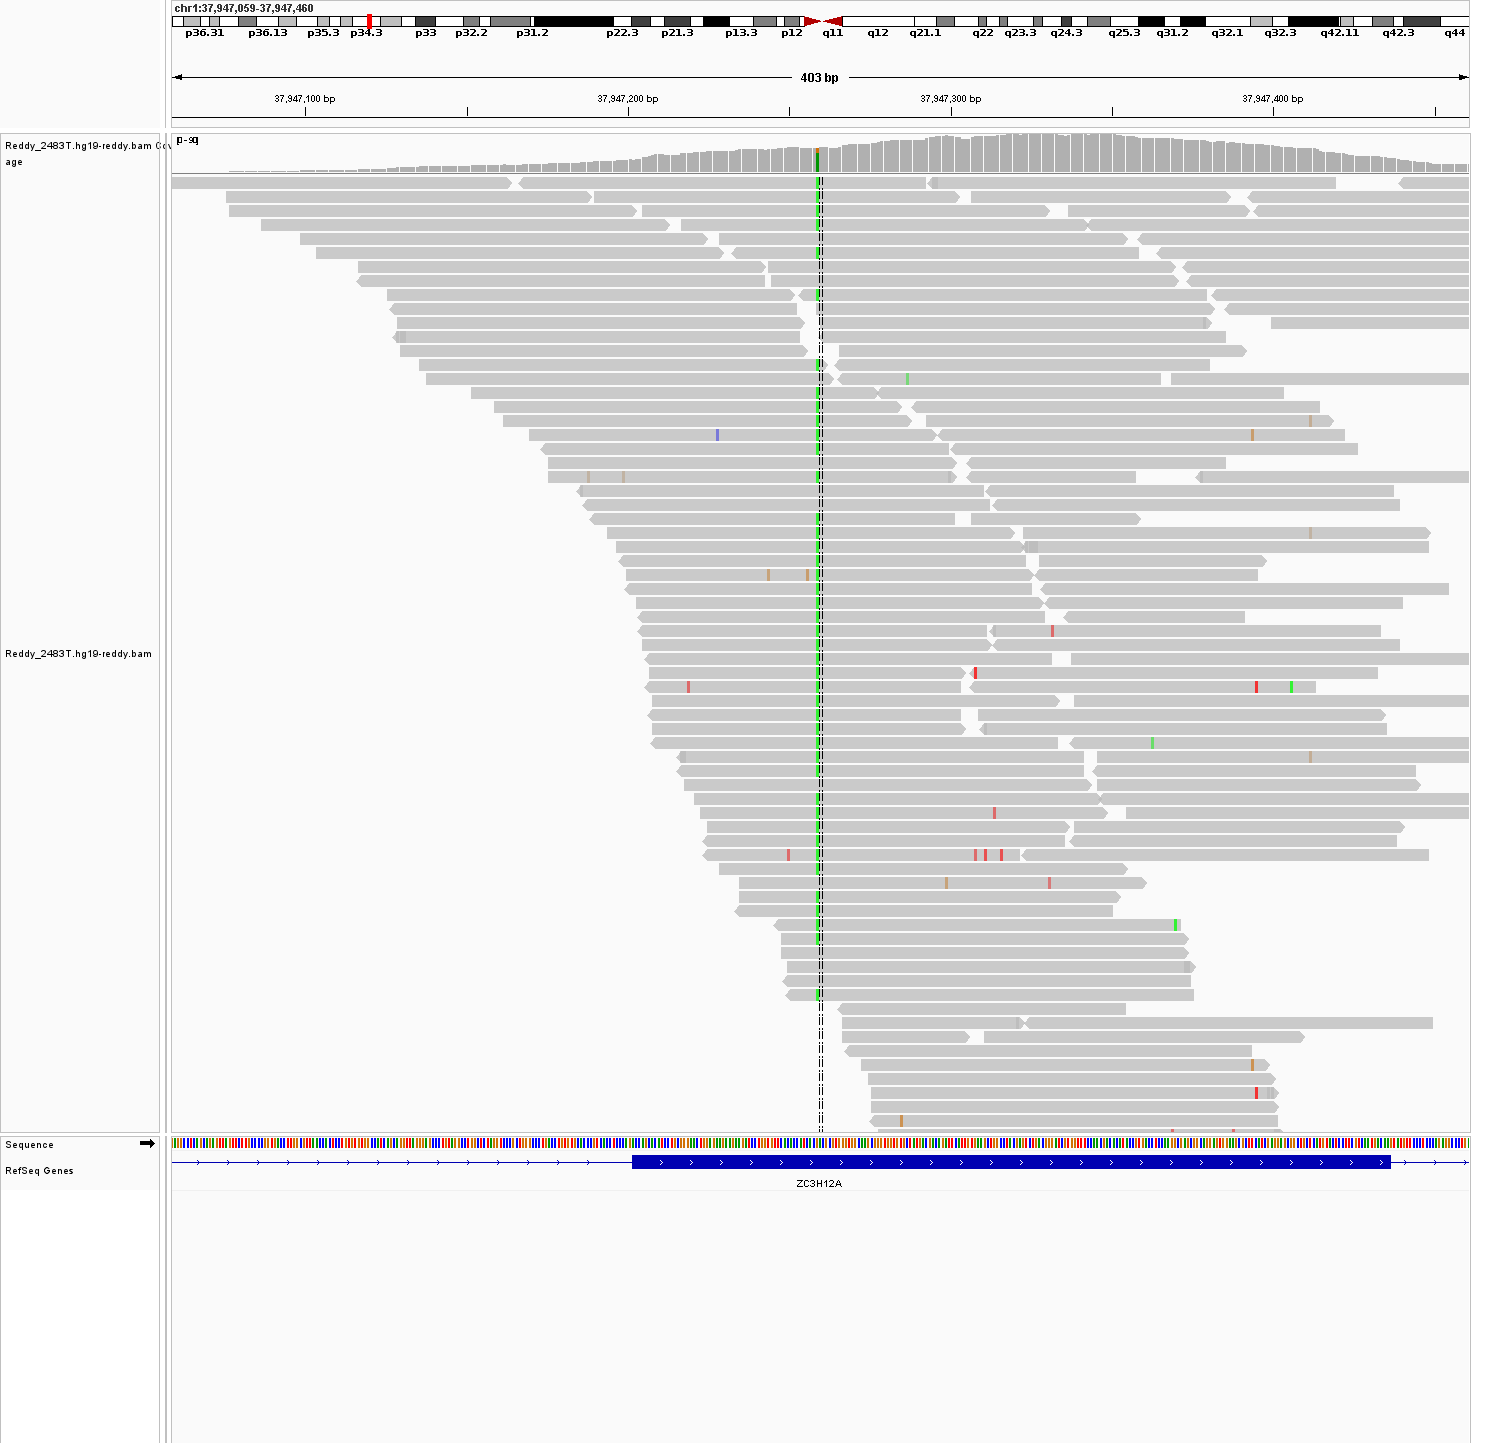 chr1:37,947,059-37,947,460
p36.31 p36.13 p35.3 p34.3 p33 p32.2 p31.2 p22.3 p21.3 p13.3 p12 q11 q12 q21.1 q22 q23.3 q24.3 q25.3 q31.2 q32.1 q32.3 q42.11 q42.3 q44
403 bp
37,947,100 bp 37,947,200 bp 37,947,300 bp 37,947,400 bp
Reddy_2483T.hg19-reddy.bam Cov
age
Reddy_2483T.hg19-reddy.bam
Sequence
RefSeq Genes
ZC3H12A